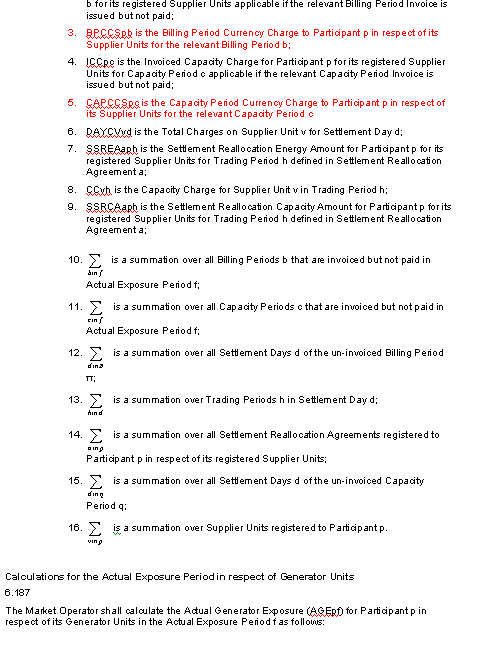 b for its registered Supplier Units applicable if the relevant Billing Period Invoice is
issued but not paid;
3. BPCCSpb is the Billing Period Currency Charge to Participant p in respect of its
Supplier Units for the relevant Billing Period b;
4. ICCpc is the Invoiced Capacity Charge for Participant p for its registered Supplier
Units for Capacity Period c applicable if the relevant Capacity Period Invoice is
issued but not paid;
5. CAPCCSpc is the Capacity Period Currency Charge to Participant p in respect of
its Supplier Units for the relevant Capacity Period c
6. DAYCVvd is the Total Charges on Supplier Unit v for Settlement Day d;
7. SSREAaph is the Settlement Reallocation Energy Amount for Participant p for its
registered Supplier Units for Trading Period h defined in Settlement Reallocation
Agreement a;
8. CCvh is the Capacity Charge for Supplier Unit v in Trading Period h;
9. SSRCAaph is the Settlement Reallocation Capacity Amount for Participant p for its
registered Supplier Units for Trading Period h defined in Settlement Reallocation
Agreement a;
10. ∑ is a summation over all Billing Periods b that are invoiced but not paid in
b in f
Actual Exposure Period f;
11. ∑ is a summation over all Capacity Periods c that are invoiced but not paid in
c in f
Actual Exposure Period f;
12. ∑ is a summation over all Settlement Days d of the un-invoiced Billing Period
π;
13. ∑ is a summation over Trading Periods h in Settlement Day d;
h in d
14. ∑ is a summation over all Settlement Reallocation Agreements registered to
a in p
Participant p in respect of its registered Supplier Units;
15. ∑ is a summation over all Settlement Days d of the un-invoiced Capacity
d in q
Period q;
16. ∑ is a summation over Supplier Units registered to Participant p.
v in p
Calculations for the Actual Exposure Period in respect of Generator Units
6.187
The Market Operator shall calculate the Actual Generator Exposure (AGEpf) for Participant p in
respect of its Generator Units in the Actual Exposure Period f as follows: